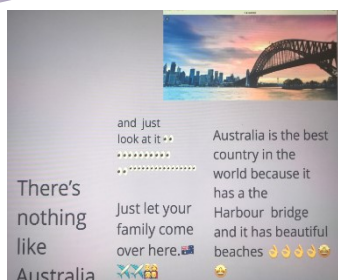 There's
nothing
like
Australia
and just
look at it 👀
👀👀👀👀👀
👀
Just let your
family come
over here.🇦🇺
✈️✈️👨‍👩‍👧‍👦
Australia is the best
country in the
world because it
has a the
Harbour bridge
and it has beautiful
beaches 👌👌👌👌🤩
🤩